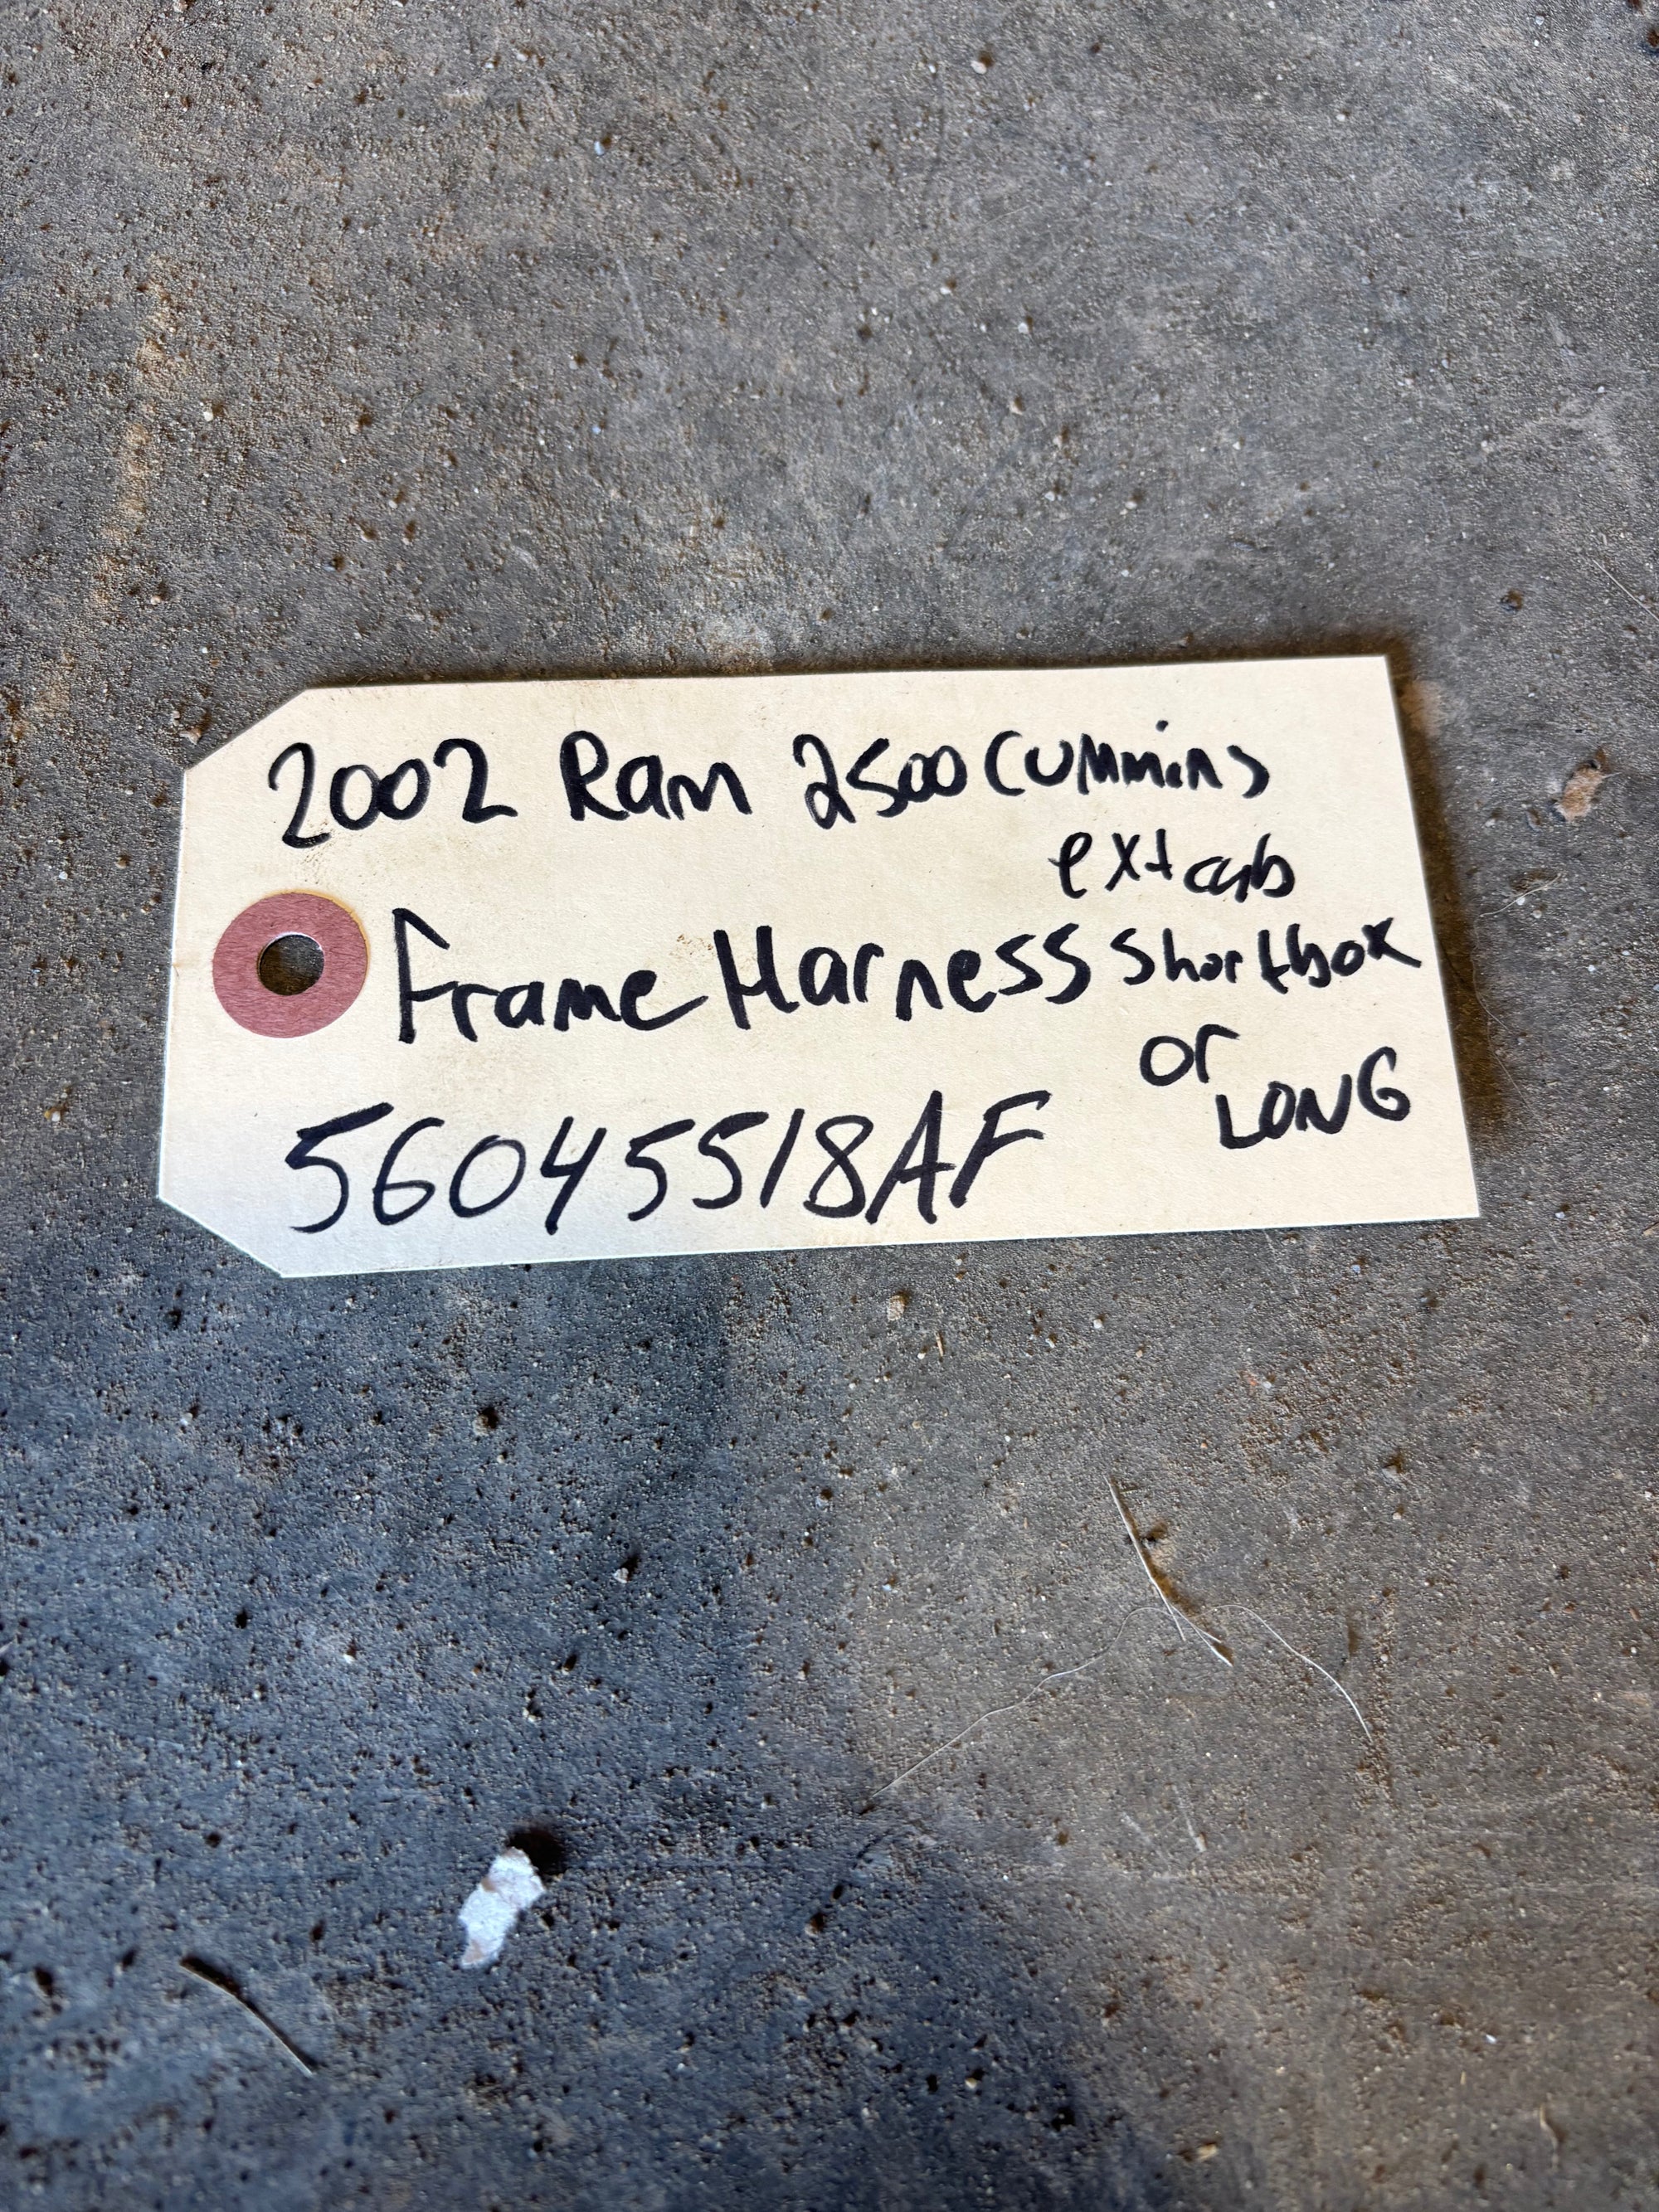 2002 Ram 2500 Cummins
ext cab
Frame Harness Shortbox
or
LONG
56045518AF